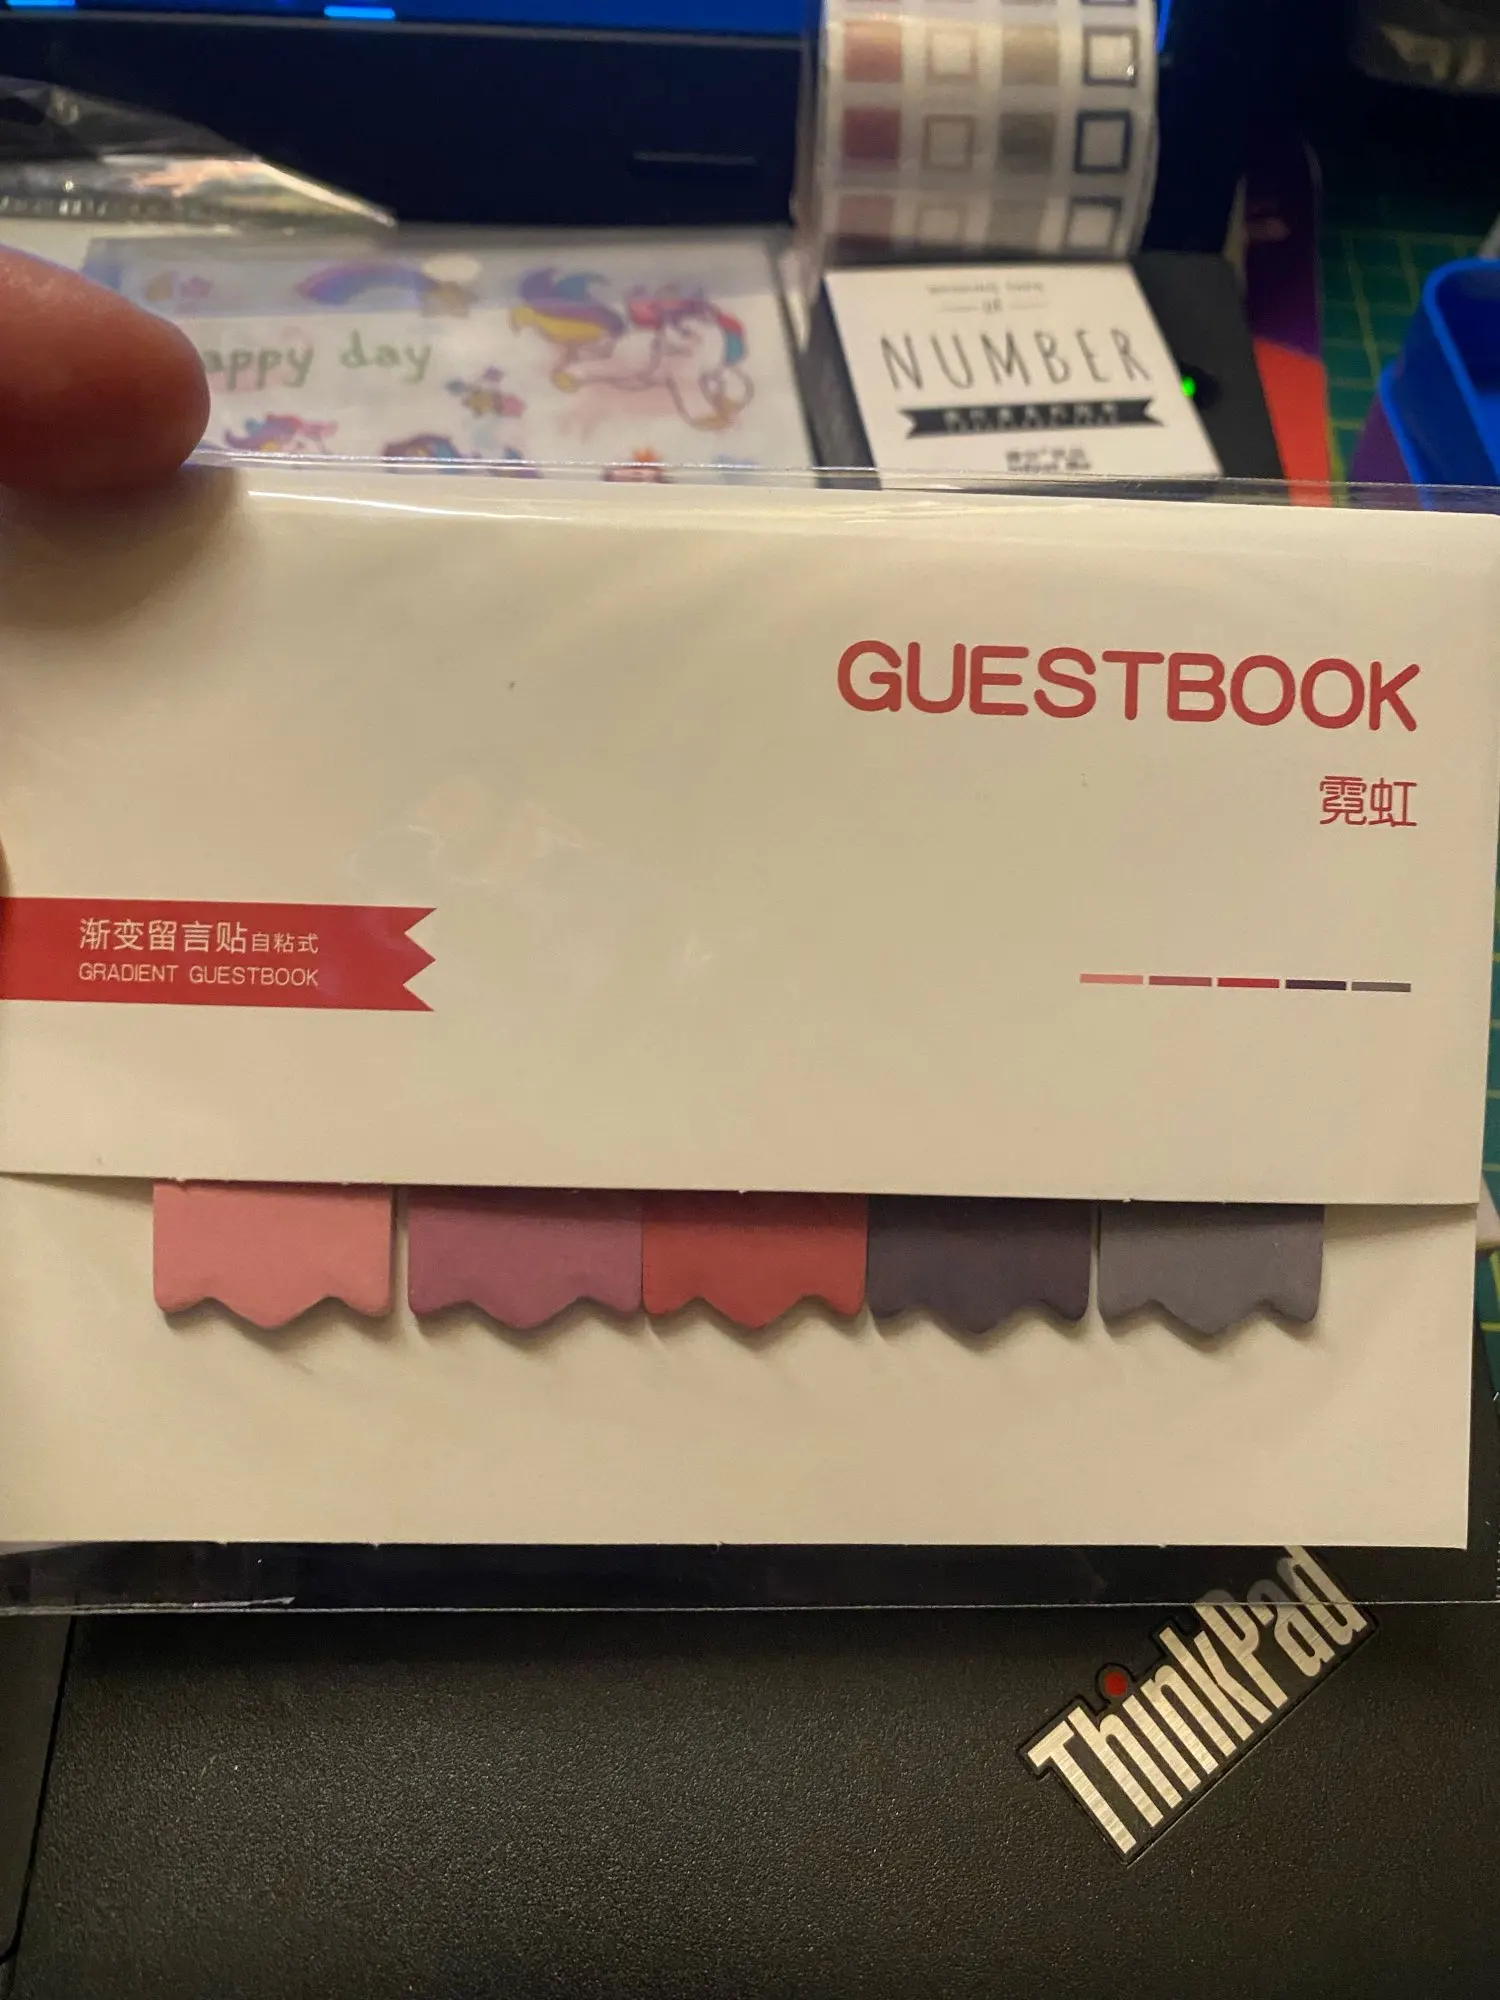 appy day
NUMBER
GUESTBOOK
霓虹
渐变留言贴自粘式
GRADIENT GUESTBOOK
ThinkPad